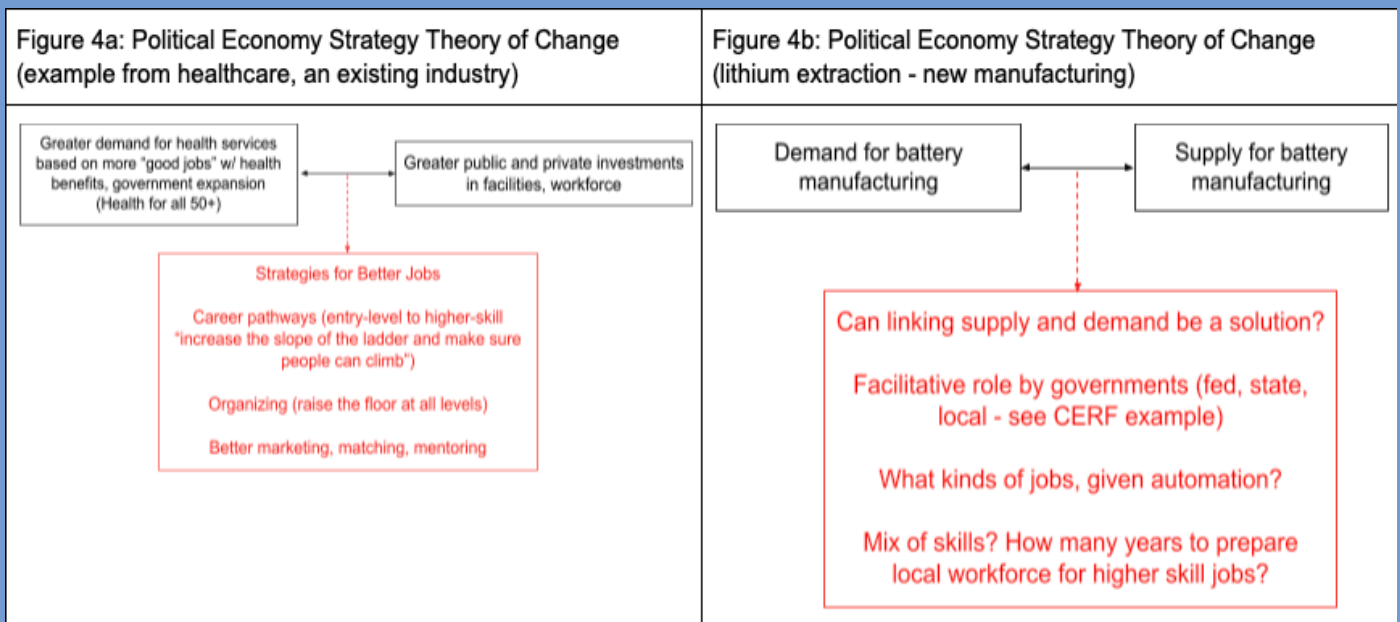 Figure 4a: Political Economy Strategy Theory of Change
(example from healthcare, an existing industry)
Greater demand for health services
based on more "good jobs" w/ health
benefits, government expansion
(Health for all 50+)
Greater public and private investments
in facilities, workforce
Strategies for Better Jobs
Career pathways (entry-level to higher-skill
"increase the slope of the ladder and make sure
people can climb")
Organizing (raise the floor at all levels)
Better marketing, matching, mentoring
Figure 4b: Political Economy Strategy Theory of Change
(lithium extraction - new manufacturing)
Demand for battery
manufacturing
Supply for battery
manufacturing
Can linking supply and demand be a solution?
Facilitative role by governments (fed, state,
local - see CERF example)
What kinds of jobs, given automation?
Mix of skills? How many years to prepare
local workforce for higher skill jobs?